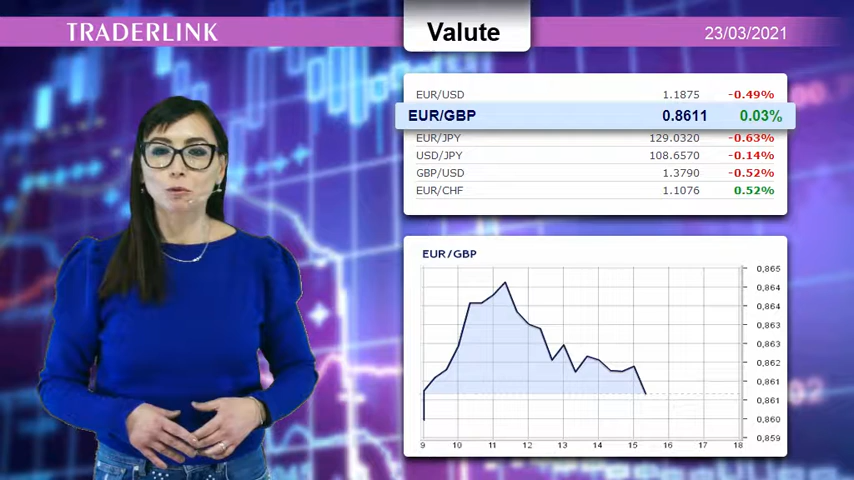 TRADERLINK
Valute
23/03/2021
EUR/USD 1.1875 -0.49%
EUR/GBP 0.8611 0.03%
EUR/JPY 129.0320 -0.63%
USD/JPY 108.6570 -0.14%
GBP/USD 1.3790 -0.52%
EUR/CHF 1.1076 0.52%
EUR/GBP
0,865
0,864
0,864
0,863
0,863
0,862
0,861
0,861
0,860
0,859
9 10 11 12 13 14 15 16 17 18